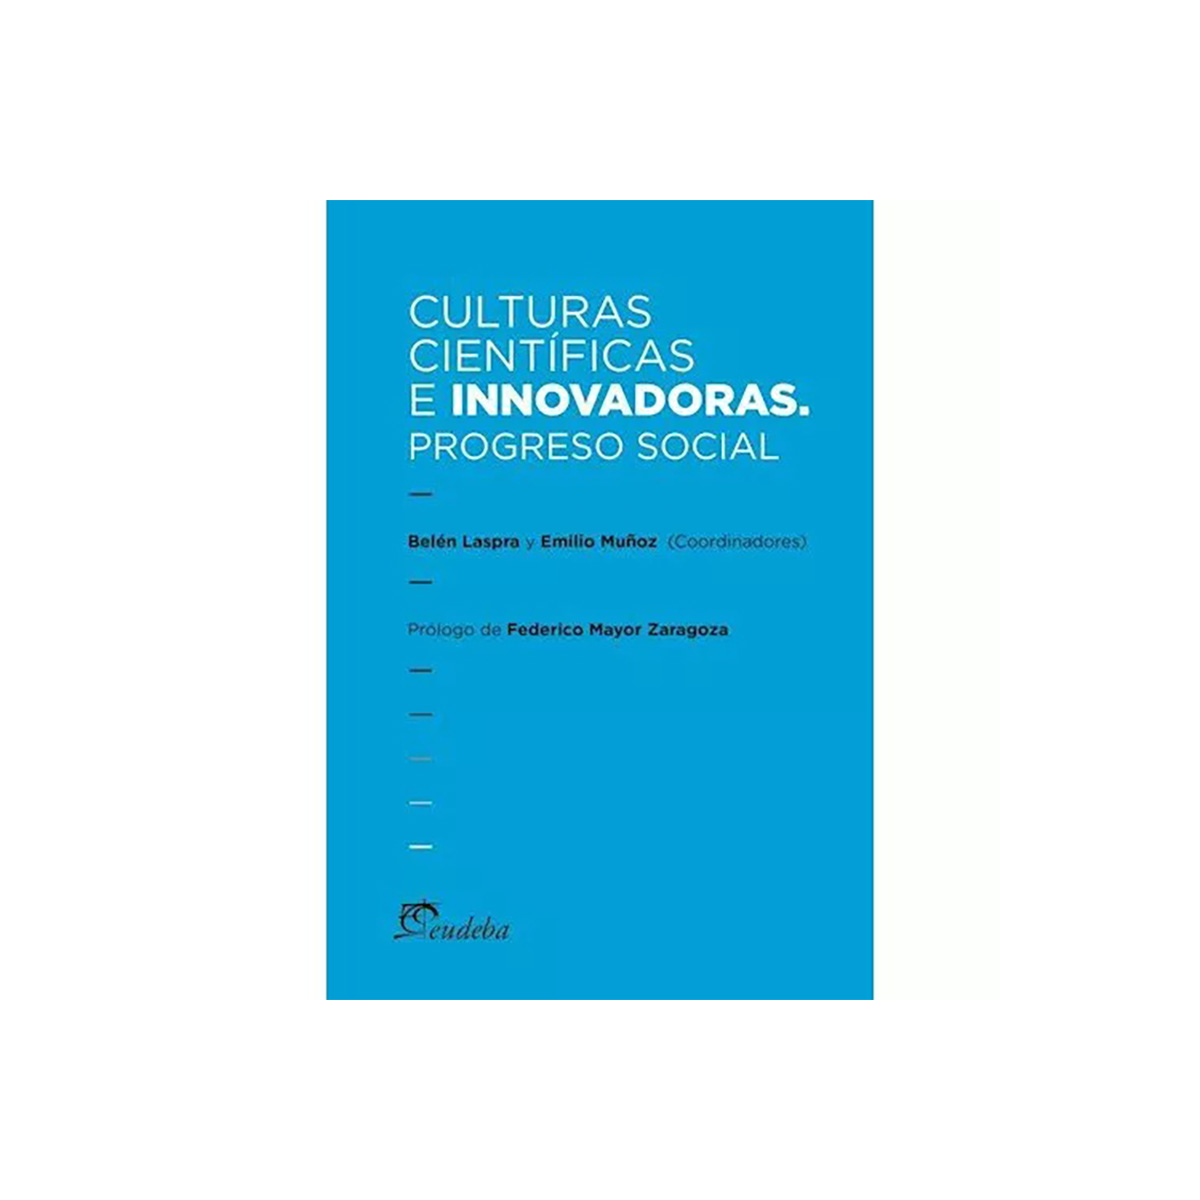 CULTURAS
CIENTÍFICAS
E INNOVADORAS.
PROGRESO SOCIAL
Belén Laspra y Emilio Muñoz (Coordinadores)
Prólogo de Federico Mayor Zaragoza
eudeba